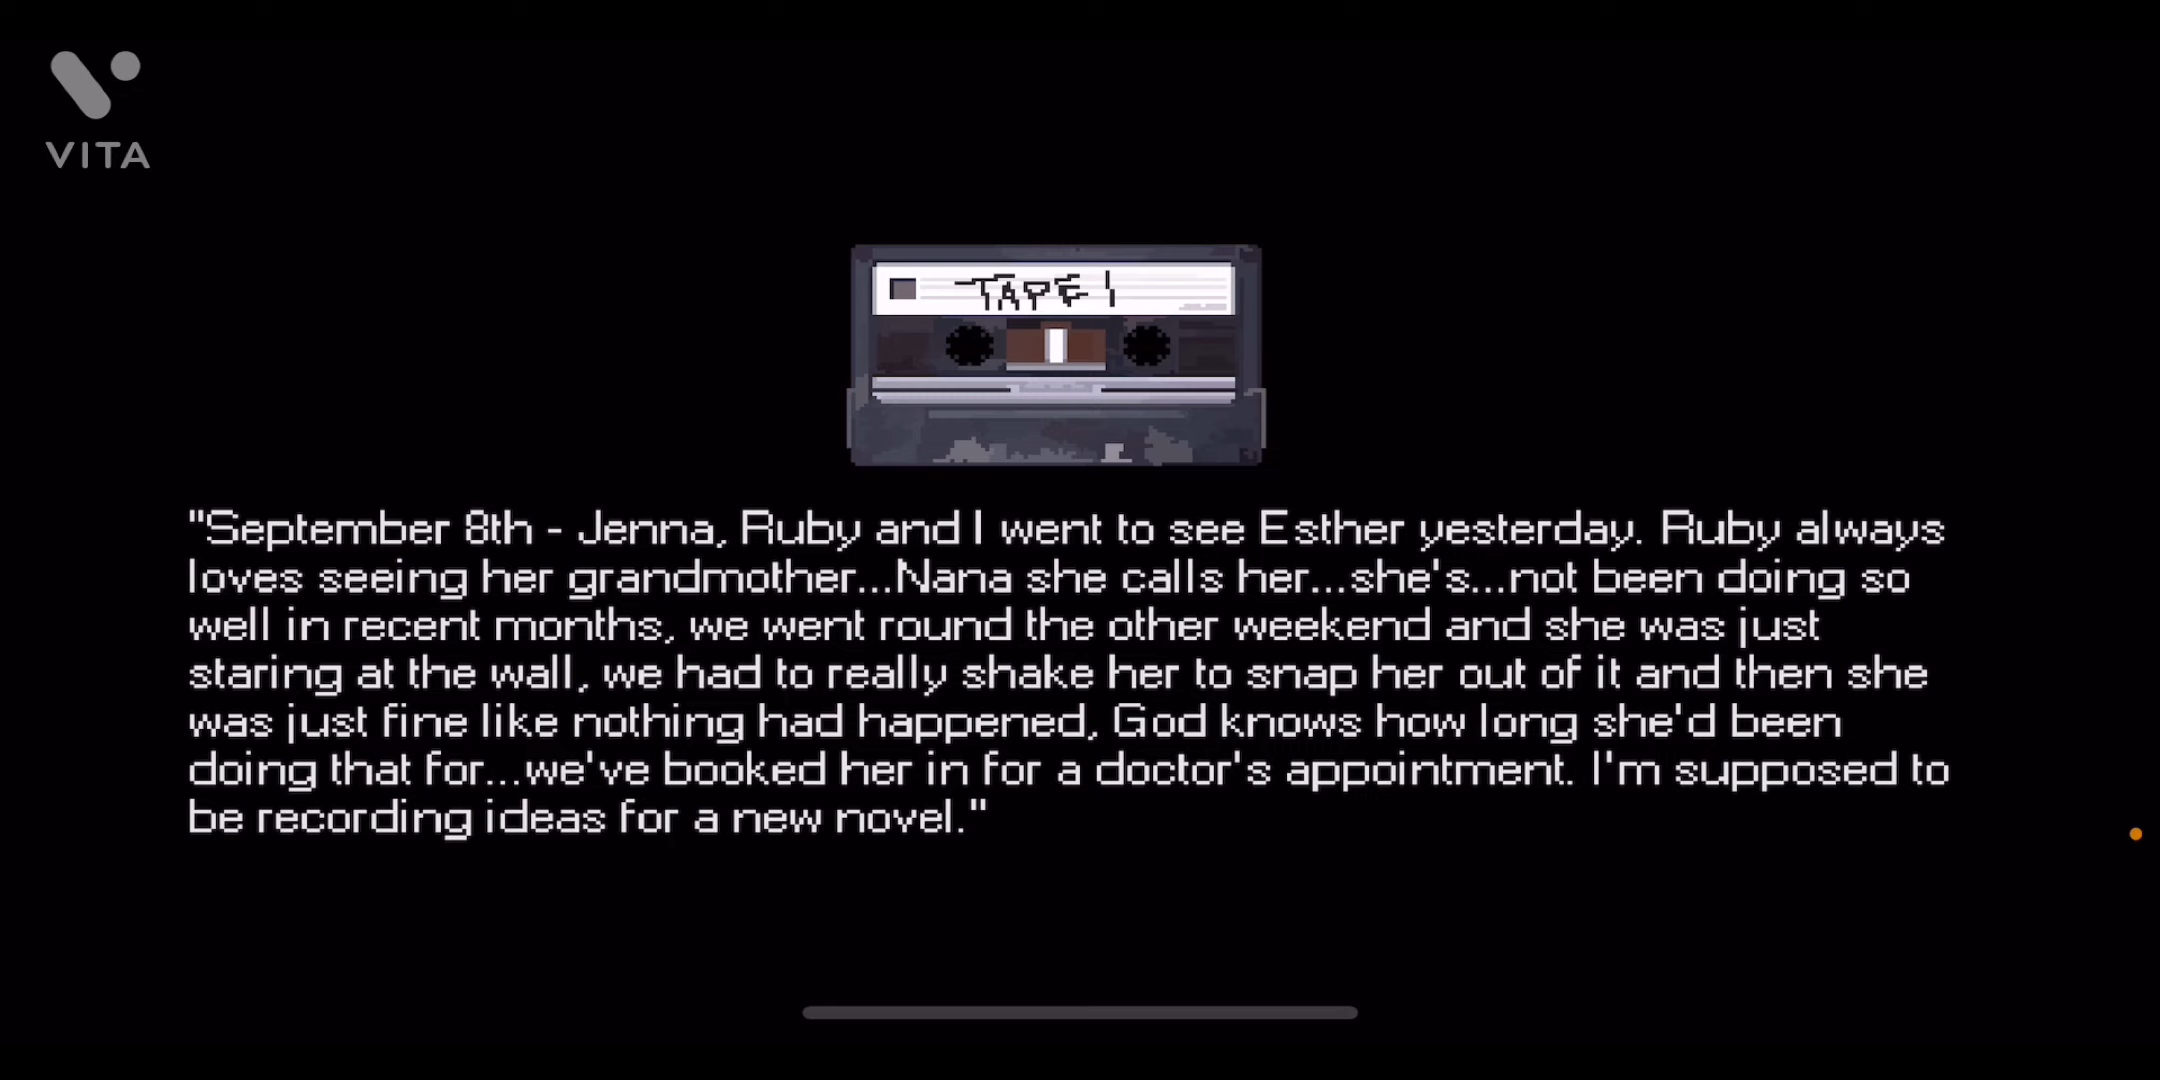 VITA
TAPE 1
"September 8th - Jenna, Ruby and I went to see Esther yesterday. Ruby always
loves seeing her grandmother...Nana she calls her...she's...not been doing so
well in recent months, we went round the other weekend and she was just
staring at the wall, we had to really shake her to snap her out of it and then she
was just fine like nothing had happened, God knows how long she'd been
doing that for...we've booked her in for a doctor's appointment. I'm supposed to
be recording ideas for a new novel."